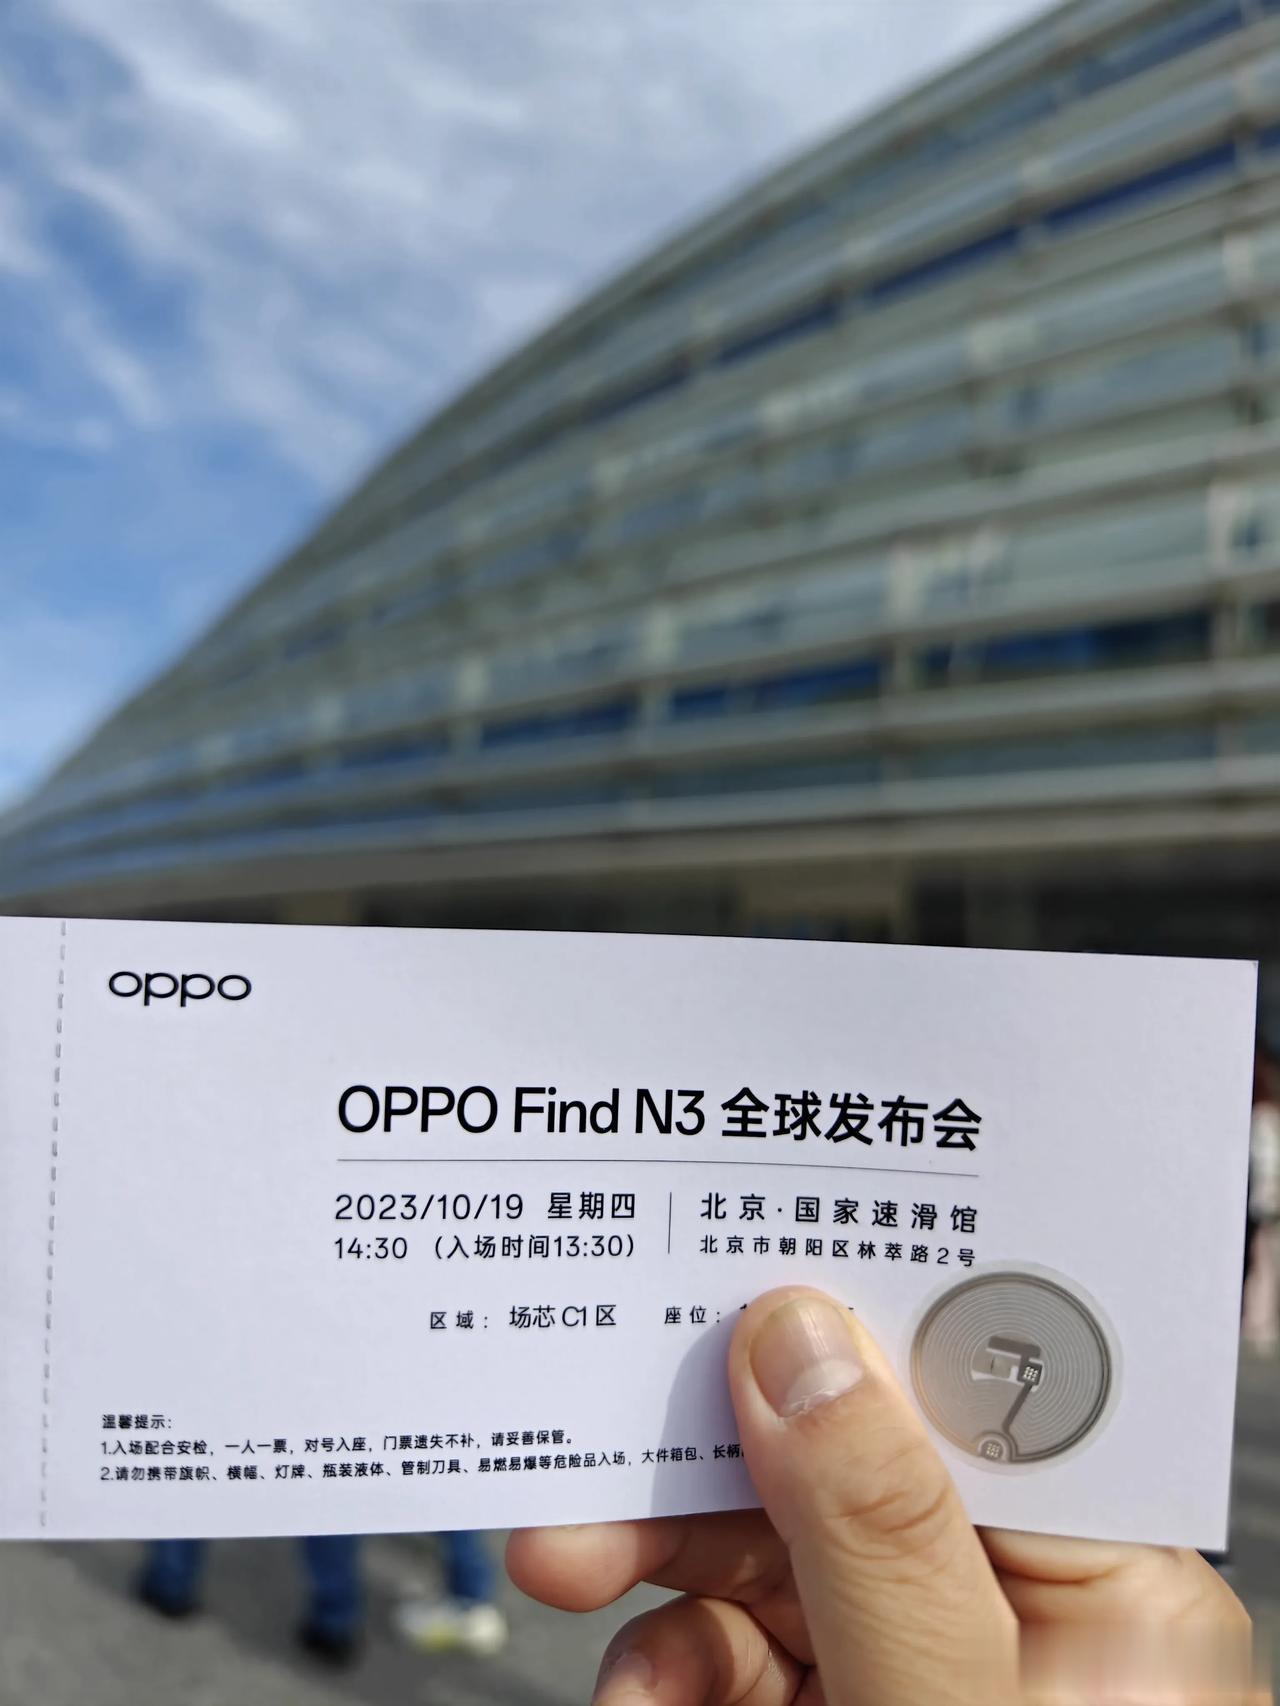 oppo
OPPO Find N3 全球发布会
2023/10/19 星期四
14:30 (入场时间13:30)
北京·国家速滑馆
北京市朝阳区林萃路2号
区域: 场芯 C1 区 座位:
温馨提示:
1.入场配合安检，一人一票，对号入座，门票遗失不补，请妥善保管。
2.请勿携带旗帜、横幅、灯牌、瓶装液体、管制刀具、易燃易爆等危险品入场，大件箱包、长柄